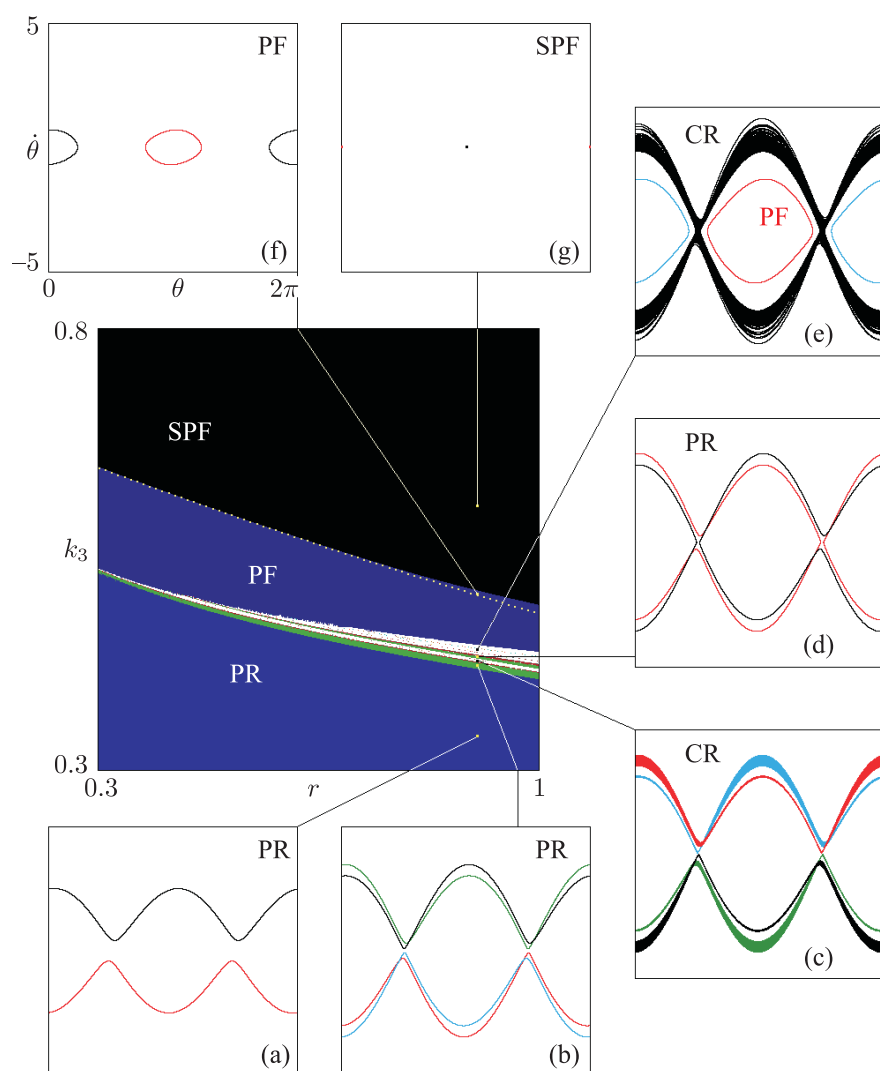 5
PF
θ̇
−5
(f)
0
θ
2π
SPF
(g)
CR
PF
(e)
0.8
SPF
k₃
PF
PR
0.3
0.3
r
1
PR
(d)
CR
(c)
PR
(a)
PR
(b)